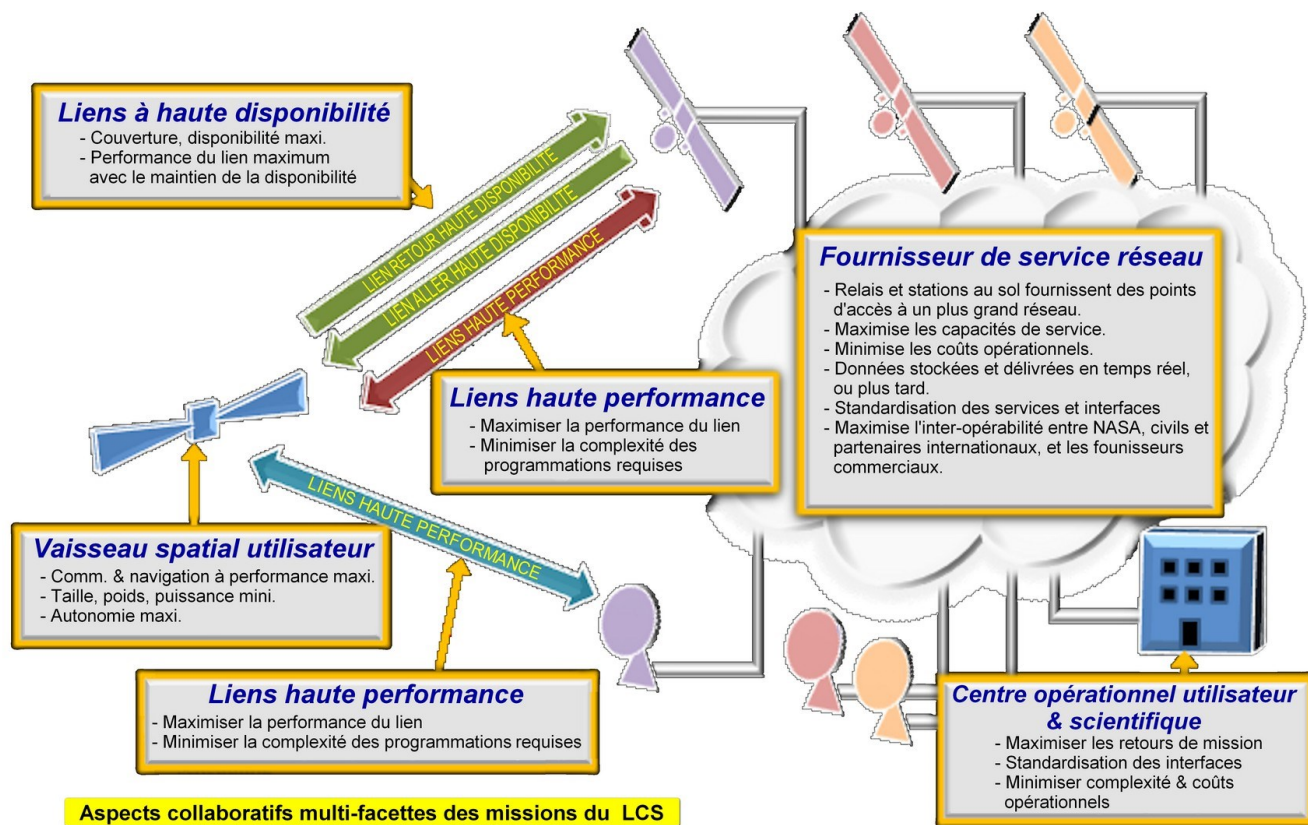 Liens à haute disponibilité
- Couverture, disponibilité maxi.
- Performance du lien maximum
avec le maintien de la disponibilité
LIEN RETOUR HAUTE DISPONIBILITE
LIEN ALLER HAUTE DISPONIBILITE
LIENS HAUTE PERFORMANCE
Fournisseur de service réseau
- Relais et stations au sol fournissent des points
d'accès à un plus grand réseau.
- Maximise les capacités de service.
- Minimise les coûts opérationnels.
- Données stockées et délivrées en temps réel,
ou plus tard.
- Standardisation des services et interfaces
- Maximise l'inter-opérabilité entre NASA, civils et
partenaires internationaux, et les founisseurs
commerciaux.
Liens haute performance
- Maximiser la performance du lien
- Minimiser la complexité des
programmations requises
LIENS HAUTE PERFORMANCE
Vaisseau spatial utilisateur
- Comm. & navigation à performance maxi.
- Taille, poids, puissance mini.
- Autonomie maxi.
Liens haute performance
- Maximiser la performance du lien
- Minimiser la complexité des programmations requises
Centre opérationnel utilisateur
& scientifique
- Maximiser les retours de mission
- Standardisation des interfaces
- Minimiser complexité & coûts
opérationnels
Aspects collaboratifs multi-facettes des missions du LCS